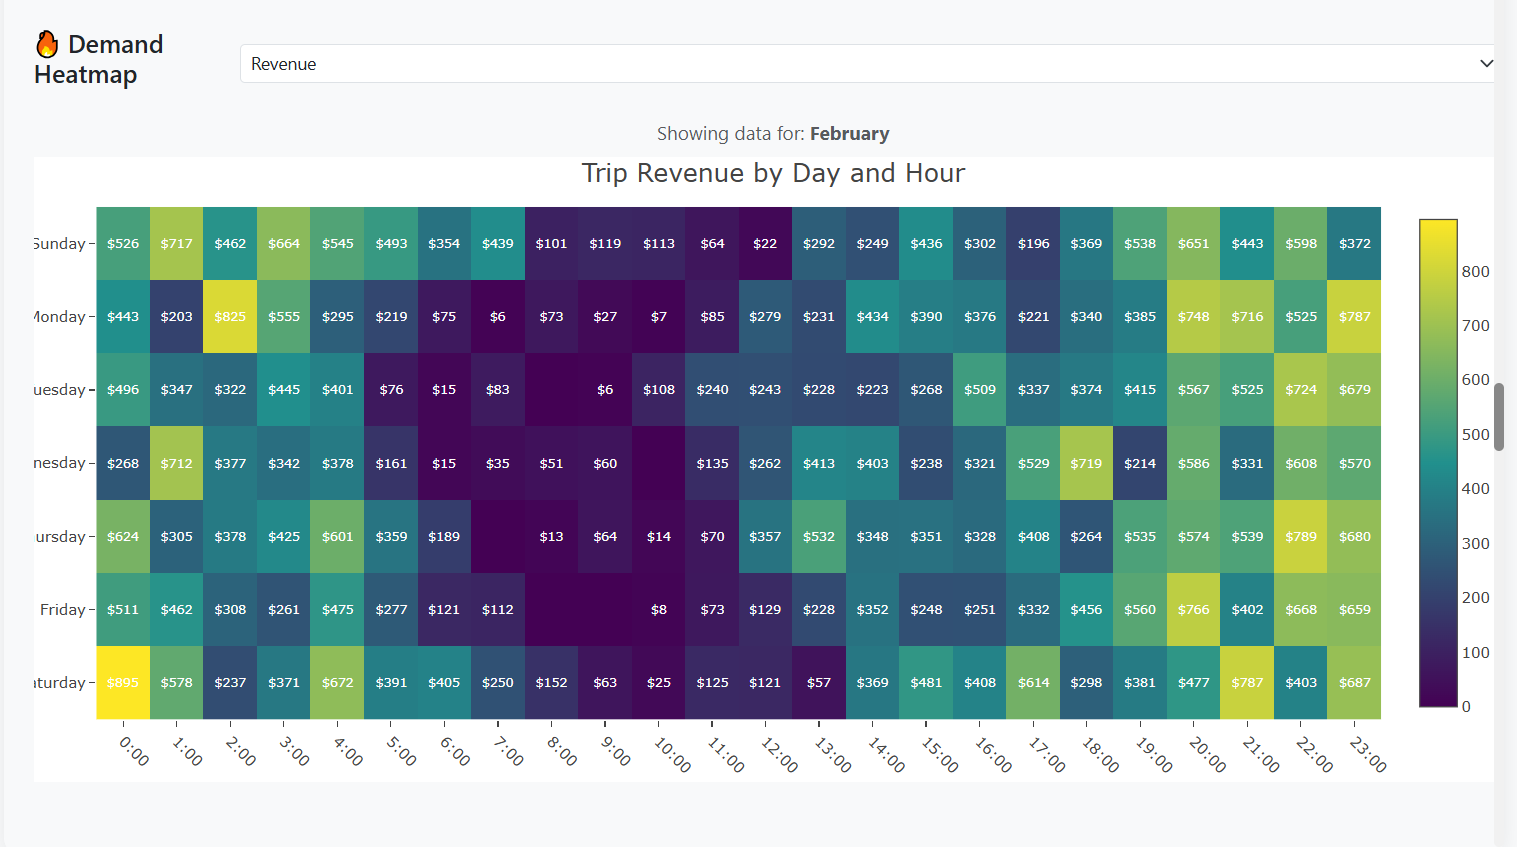 🔥 Demand
Heatmap
Revenue
Showing data for: February
Trip Revenue by Day and Hour
Sunday $526 $717 $462 $664 $545 $493 $354 $439 $101 $119 $113 $64 $22 $292 $249 $436 $302 $196 $369 $538 $651 $443 $598 $372
Monday $443 $203 $825 $555 $295 $219 $75 $6 $73 $27 $7 $85 $279 $231 $434 $390 $376 $221 $340 $385 $748 $716 $525 $787
uesday $496 $347 $322 $445 $401 $76 $15 $83 $6 $108 $240 $243 $228 $223 $268 $509 $337 $374 $415 $567 $525 $724 $679
nesday $268 $712 $377 $342 $378 $161 $15 $35 $51 $60 $135 $262 $413 $403 $238 $321 $529 $719 $214 $586 $331 $608 $570
ursday $624 $305 $378 $425 $601 $359 $189 $13 $64 $14 $70 $357 $532 $348 $351 $328 $408 $264 $535 $574 $539 $789 $680
Friday $511 $462 $308 $261 $475 $277 $121 $112 $8 $73 $129 $228 $352 $248 $251 $332 $456 $560 $766 $402 $668 $659
aturday $895 $578 $237 $371 $672 $391 $405 $250 $152 $63 $25 $125 $121 $57 $369 $481 $408 $614 $298 $381 $477 $787 $403 $687
0:00 1:00 2:00 3:00 4:00 5:00 6:00 7:00 8:00 9:00 10:00 11:00 12:00 13:00 14:00 15:00 16:00 17:00 18:00 19:00 20:00 21:00 22:00 23:00
800
700
600
500
400
300
200
100
0